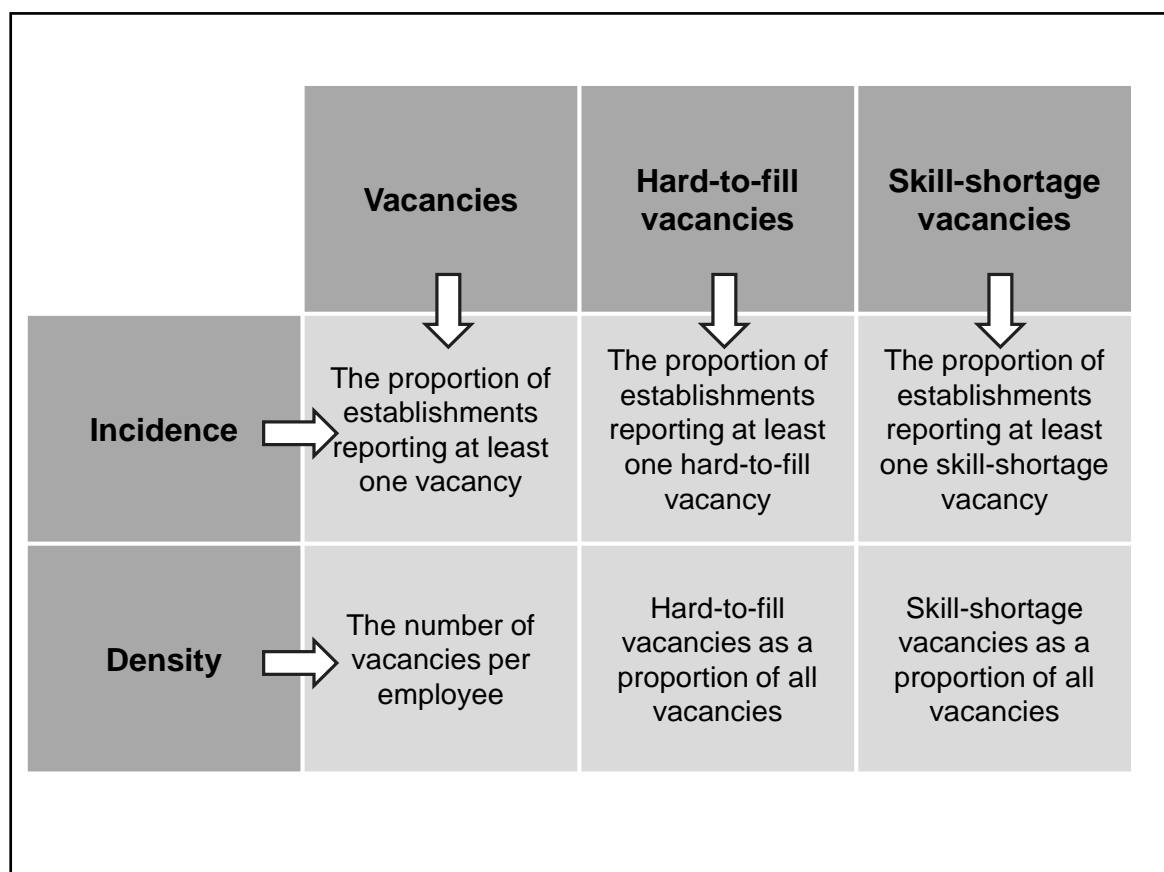 Vacancies
Hard-to-fill
vacancies
Skill-shortage
vacancies
Incidence
The proportion of
establishments
reporting at least
one vacancy
The proportion of
establishments
reporting at least
one hard-to-fill
vacancy
The proportion of
establishments
reporting at least
one skill-shortage
vacancy
Density
The number of
vacancies per
employee
Hard-to-fill
vacancies as a
proportion of all
vacancies
Skill-shortage
vacancies as a
proportion of all
vacancies